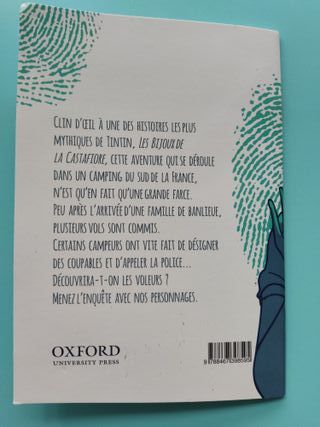 Clin d'œil à une des histoires les plus
mythiques de Tintin, Les Bijoux de
la Castafiore, cette aventure qui se déroule
dans un camping du sud de la France,
n'est qu'en fait qu'une grande farce.
Peu après l'arrivée d'une famille de banlieue,
plusieurs vols sont commis.
Certains campeurs ont vite fait de désigner
des coupables et d'appeler la police...
Découvrira-t-on les voleurs ?
Menez l'enquête avec nos personnages.
OXFORD
UNIVERSITY PRESS